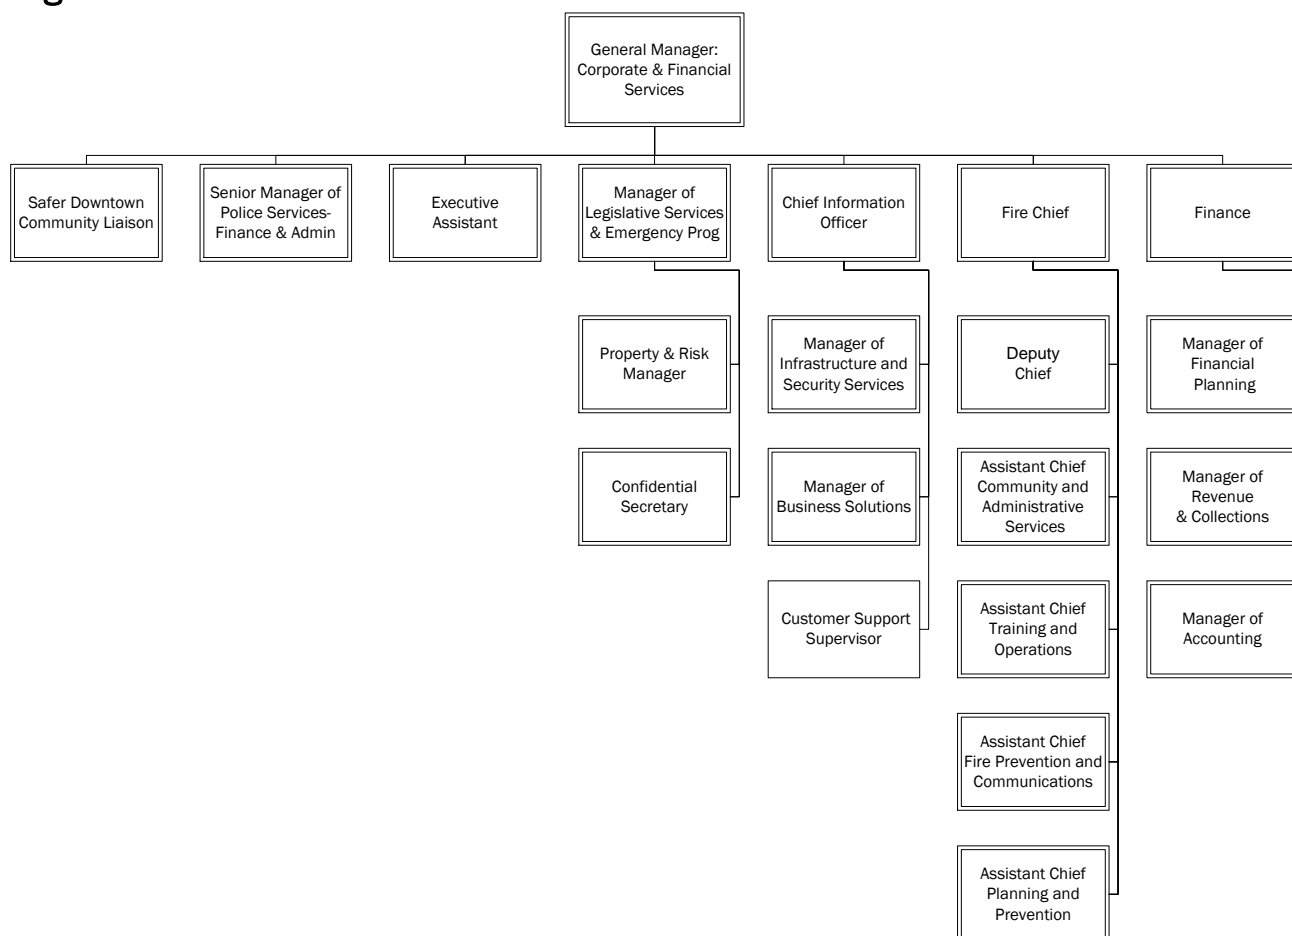 General Manager:
Corporate & Financial
Services
Safer Downtown
Community Liaison
Senior Manager of
Police Services-
Finance & Admin
Executive
Assistant
Manager of
Legislative Services
& Emergency Prog
Chief Information
Officer
Fire Chief
Finance
Property & Risk
Manager
Manager of
Infrastructure and
Security Services
Deputy
Chief
Manager of
Financial
Planning
Confidential
Secretary
Manager of
Business Solutions
Assistant Chief
Community and
Administrative
Services
Manager of
Revenue
& Collections
Customer Support
Supervisor
Assistant Chief
Training and
Operations
Manager of
Accounting
Assistant Chief
Fire Prevention and
Communications
Assistant Chief
Planning and
Prevention